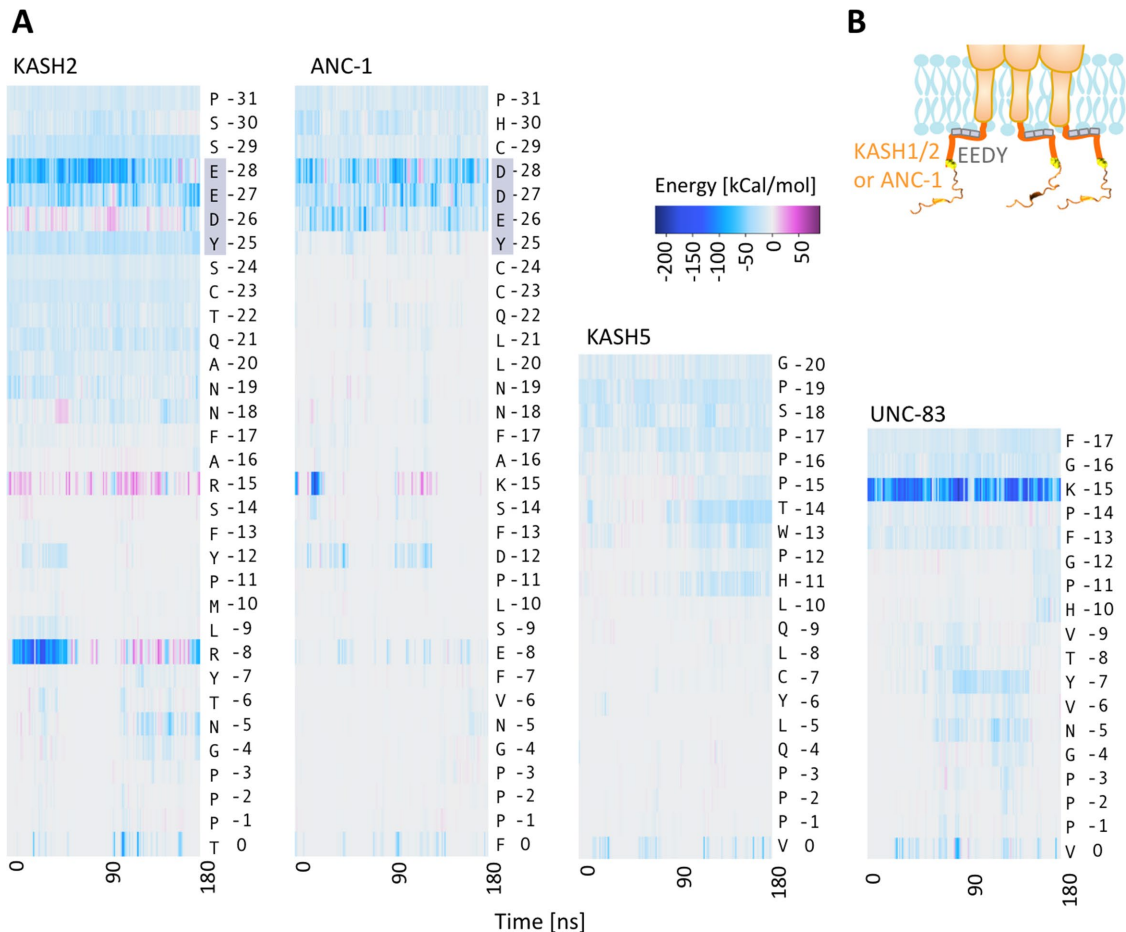 A
B
KASH2
ANC-1
P -31
S -30
S -29
E -28
E -27
D -26
Y -25
S -24
C -23
T -22
Q -21
A -20
N -19
N -18
F -17
A -16
R -15
S -14
F -13
Y -12
P -11
M -10
L -9
R -8
Y -7
T -6
N -5
G -4
P -3
P -2
P -1
T 0
0
90
180
P -31
H -30
C -29
D -28
D -27
E -26
Y -25
C -24
C -23
Q -22
L -21
L -20
N -19
N -18
F -17
A -16
K -15
S -14
F -13
D -12
P -11
L -10
S -9
E -8
F -7
V -6
N -5
G -4
P -3
P -2
P -1
F 0
0
90
180
KASH1/2
or ANC-1
EEDY
Energy [kCal/mol]
-200
-150
-100
-50
0
50
KASH5
G -20
P -19
S -18
P -17
P -16
P -15
T -14
W -13
P -12
H -11
L -10
Q -9
L -8
C -7
Y -6
L -5
Q -4
P -3
P -2
P -1
V 0
0
90
180
UNC-83
F -17
G -16
K -15
P -14
F -13
G -12
P -11
H -10
V -9
T -8
Y -7
V -6
N -5
G -4
P -3
P -2
P -1
V 0
0
90
180
Time [ns]